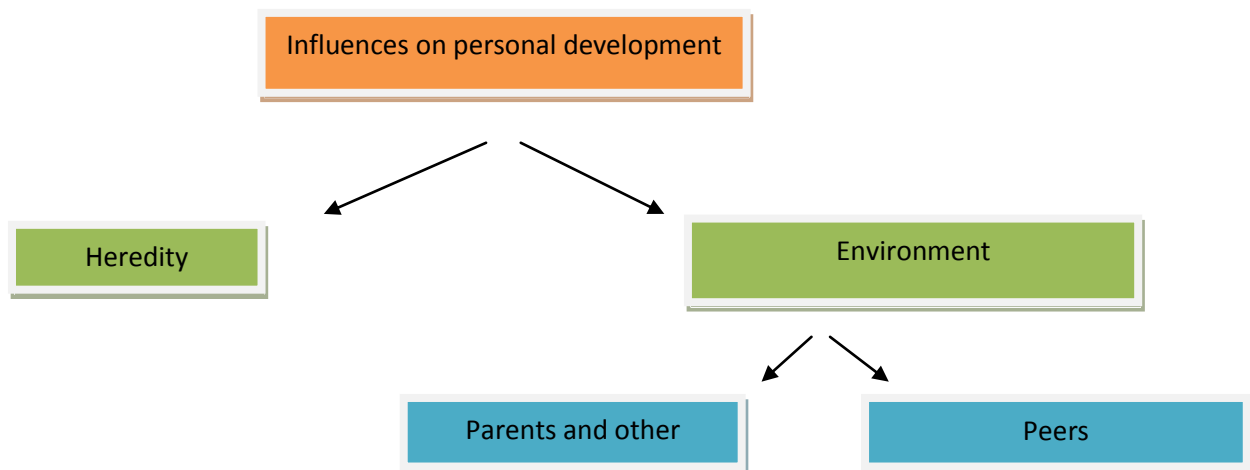 Influences on personal development
Heredity
Environment
Parents and other
Peers